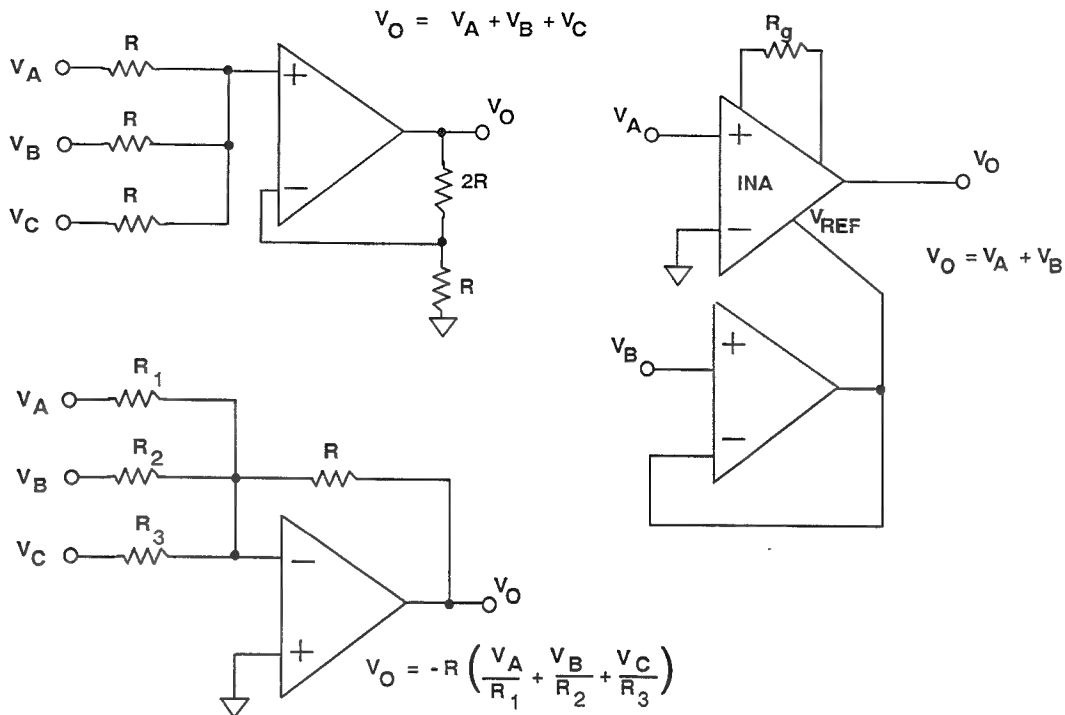 V_O = V_A + V_B + V_C
V_A
R
V_B
R
V_C
R
+
−
V_O
2R
R
R_g
V_A
+
INA
−
V_REF
V_O
V_O = V_A + V_B
V_B
+
−
V_A
R_1
V_B
R_2
V_C
R_3
R
−
+
V_O
V_O = -R ( V_A/R_1 + V_B/R_2 + V_C/R_3 )